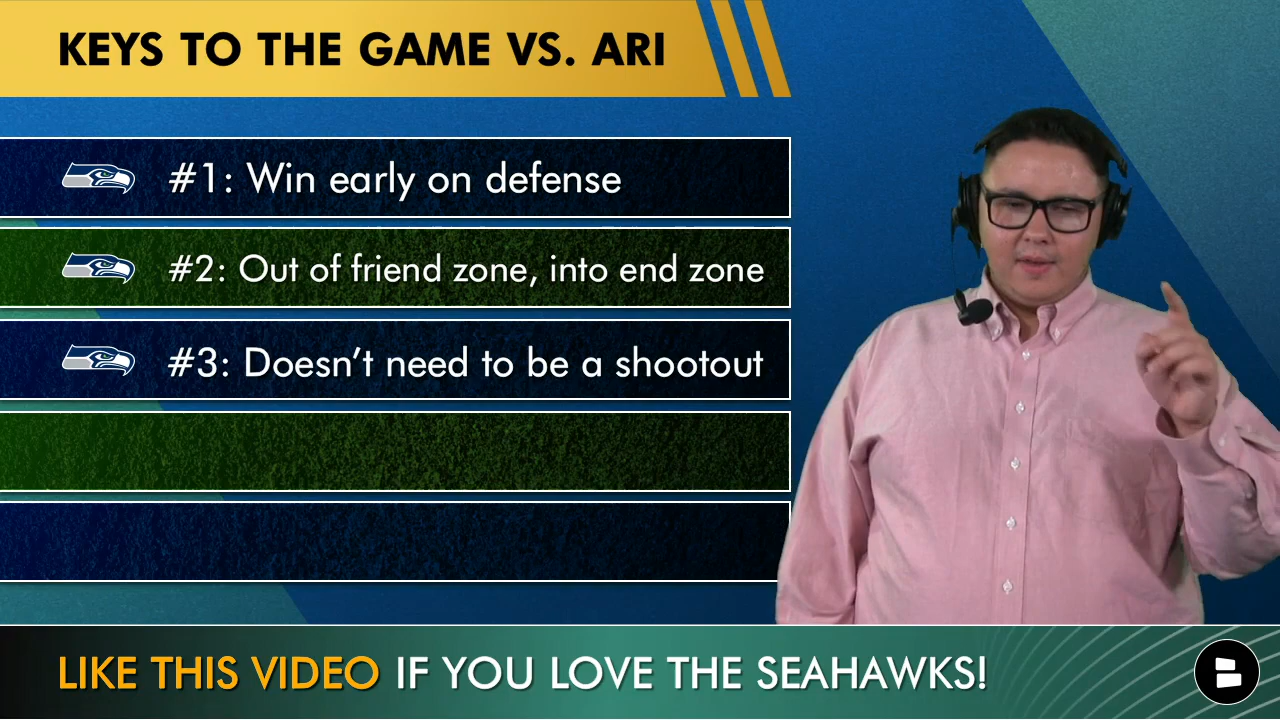 KEYS TO THE GAME VS. ARI
#1: Win early on defense
#2: Out of friend zone, into end zone
#3: Doesn't need to be a shootout
LIKE THIS VIDEO IF YOU LOVE THE SEAHAWKS!